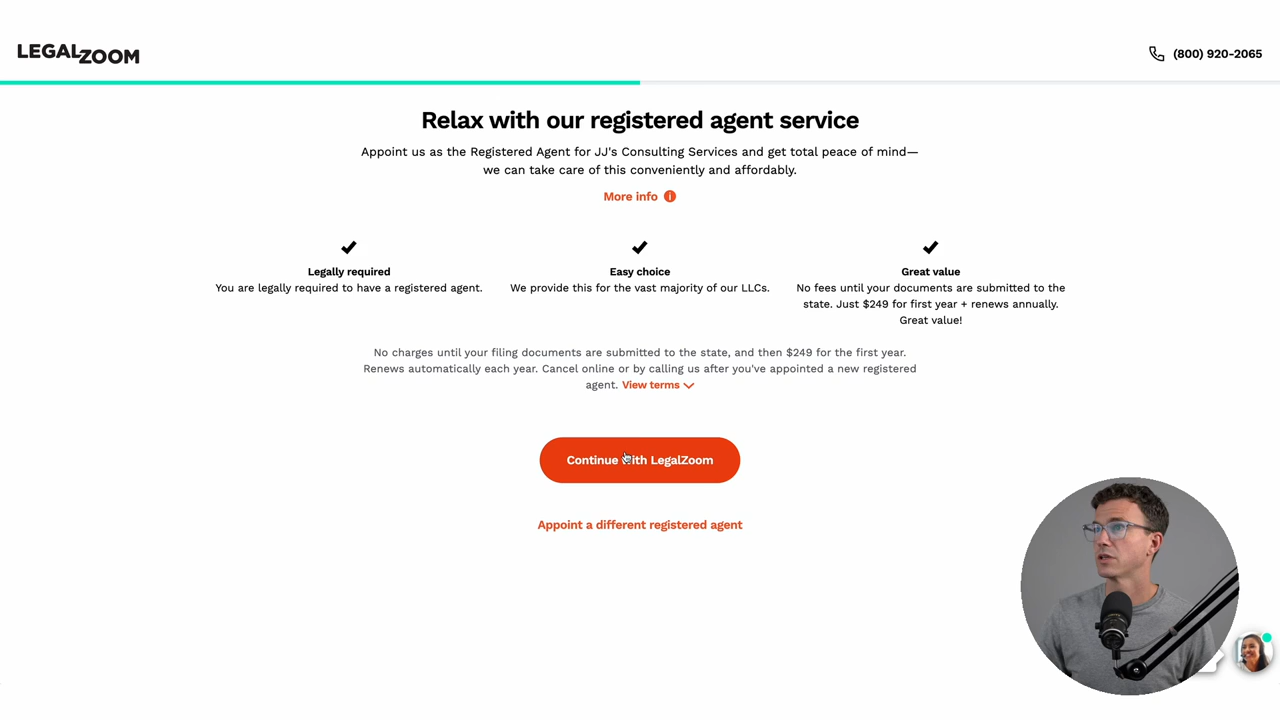 LEGALZOOM
(800) 920-2065
Relax with our registered agent service
Appoint us as the Registered Agent for JJ's Consulting Services and get total peace of mind—
we can take care of this conveniently and affordably.
More info
Legally required
You are legally required to have a registered agent.
Easy choice
We provide this for the vast majority of our LLCs.
Great value
No fees until your documents are submitted to the
state. Just $249 for first year + renews annually.
Great value!
No charges until your filing documents are submitted to the state, and then $249 for the first year.
Renews automatically each year. Cancel online or by calling us after you've appointed a new registered
agent. View terms
Continue with LegalZoom
Appoint a different registered agent